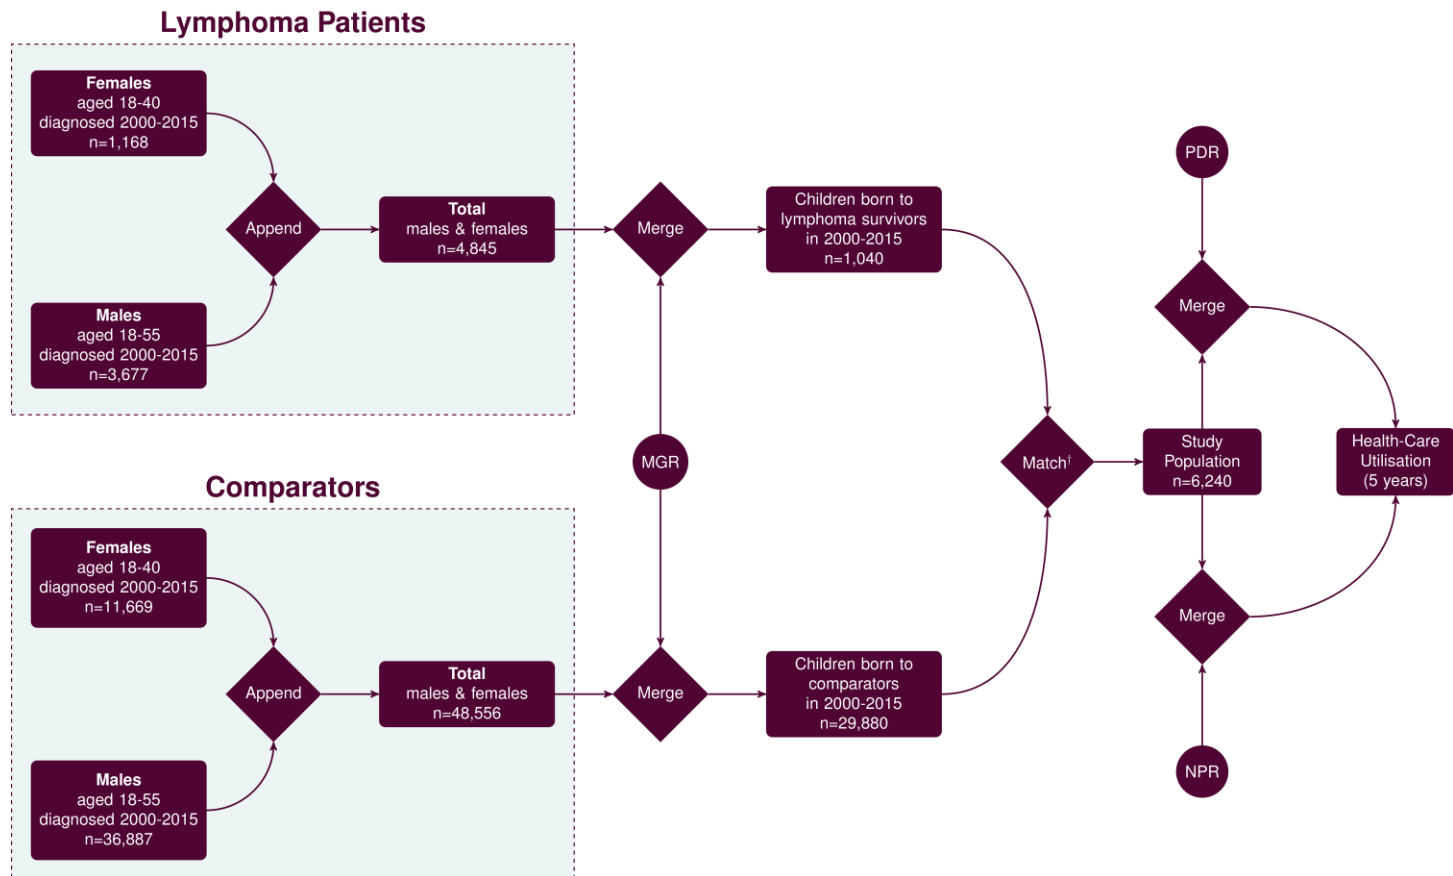 Lymphoma Patients
Females
aged 18-40
diagnosed 2000-2015
n=1,168
Append
Males
aged 18-55
diagnosed 2000-2015
n=3,677
Total
males & females
n=4,845
Merge
Children born to
lymphoma survivors
in 2000-2015
n=1,040
MGR
Comparators
Females
aged 18-40
diagnosed 2000-2015
n=11,669
Append
Males
aged 18-55
diagnosed 2000-2015
n=36,887
Total
males & females
n=48,556
Merge
Children born to
comparators
in 2000-2015
n=29,880
Match†
Study
Population
n=6,240
PDR
Merge
Merge
NPR
Health-Care
Utilisation
(5 years)